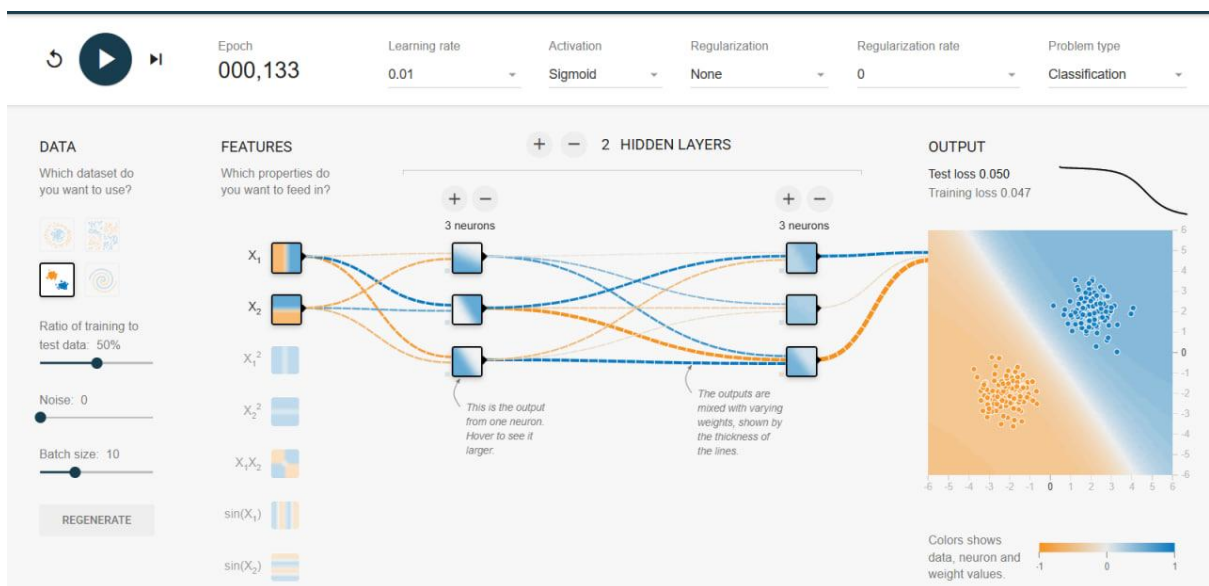 Epoch
000,133
Learning rate
0.01
Activation
Sigmoid
Regularization
None
Regularization rate
0
Problem type
Classification
DATA
Which dataset do
you want to use?
Ratio of training to
test data: 50%
Noise: 0
Batch size: 10
REGENERATE
FEATURES
Which properties do
you want to feed in?
X₁
X₂
X₁²
X₂²
X₁X₂
sin(X₁)
sin(X₂)
+ − 2 HIDDEN LAYERS
+ −
3 neurons
+ −
3 neurons
This is the output
from one neuron.
Hover to see it
larger.
The outputs are
mixed with varying
weights, shown by
the thickness of
the lines.
OUTPUT
Test loss 0.050
Training loss 0.047
6
5
4
3
2
1
0
-1
-2
-3
-4
-5
-6
-6 -5 -4 -3 -2 -1 0 1 2 3 4 5 6
Colors shows
data, neuron and
weight values.
-1 0 1